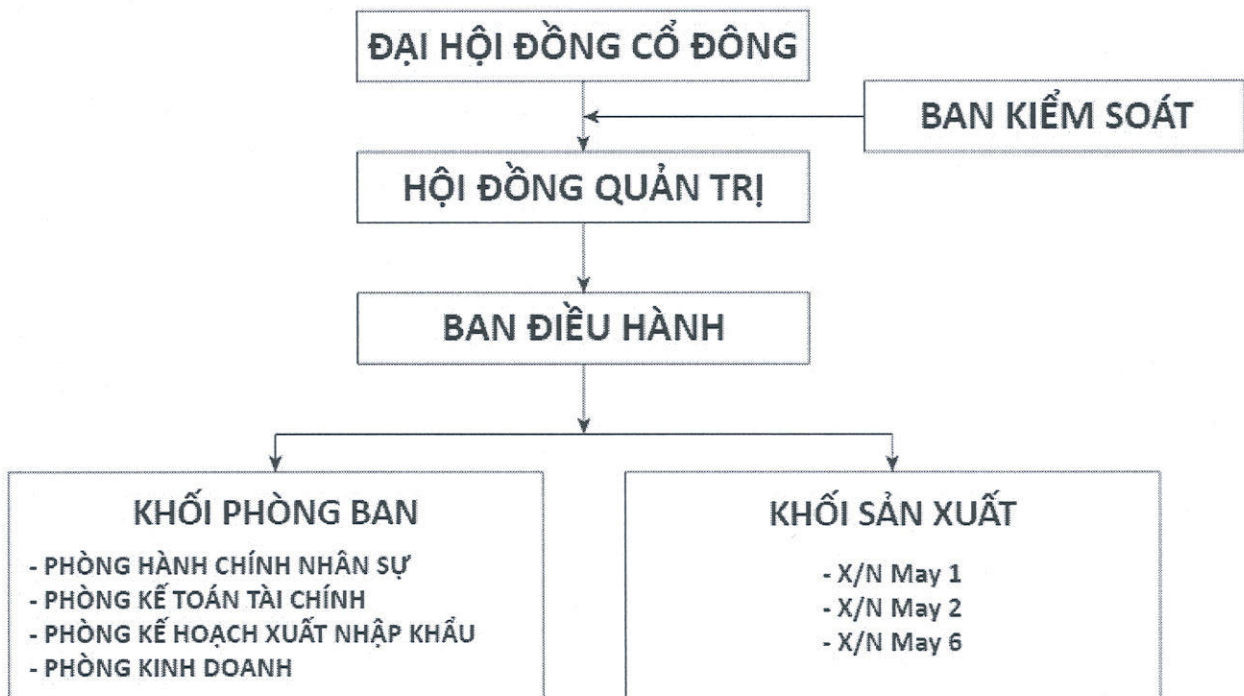 ĐẠI HỘI ĐỒNG CỔ ĐÔNG
BAN KIỂM SOÁT
HỘI ĐỒNG QUẢN TRỊ
BAN ĐIỀU HÀNH
KHỐI PHÒNG BAN
- PHÒNG HÀNH CHÍNH NHÂN SỰ
- PHÒNG KẾ TOÁN TÀI CHÍNH
- PHÒNG KẾ HOẠCH XUẤT NHẬP KHẨU
- PHÒNG KINH DOANH
KHỐI SẢN XUẤT
- X/N May 1
- X/N May 2
- X/N May 6